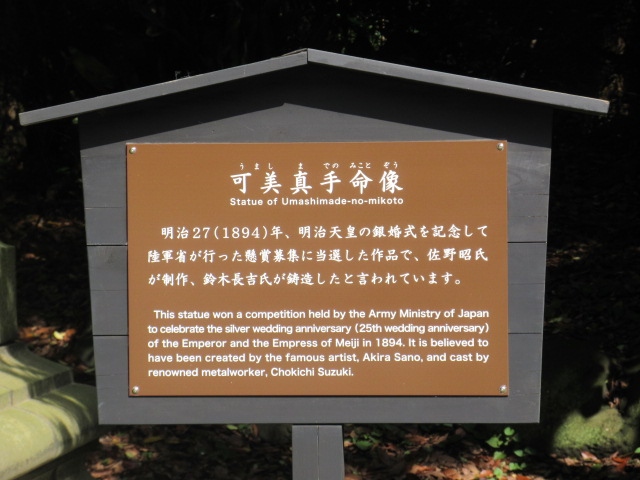 うましまでのみことぞう
可美真手命像
Statue of Umashimade-no-mikoto
明治27(1894)年、明治天皇の銀婚式を記念して
陸軍省が行った懸賞募集に当選した作品で、佐野昭氏
が制作、鈴木長吉氏が鋳造したと言われています。
This statue won a competition held by the Army Ministry of Japan
to celebrate the silver wedding anniversary (25th wedding anniversary)
of the Emperor and the Empress of Meiji in 1894. It is believed to
have been created by the famous artist, Akira Sano, and cast by
renowned metalworker, Chokichi Suzuki.